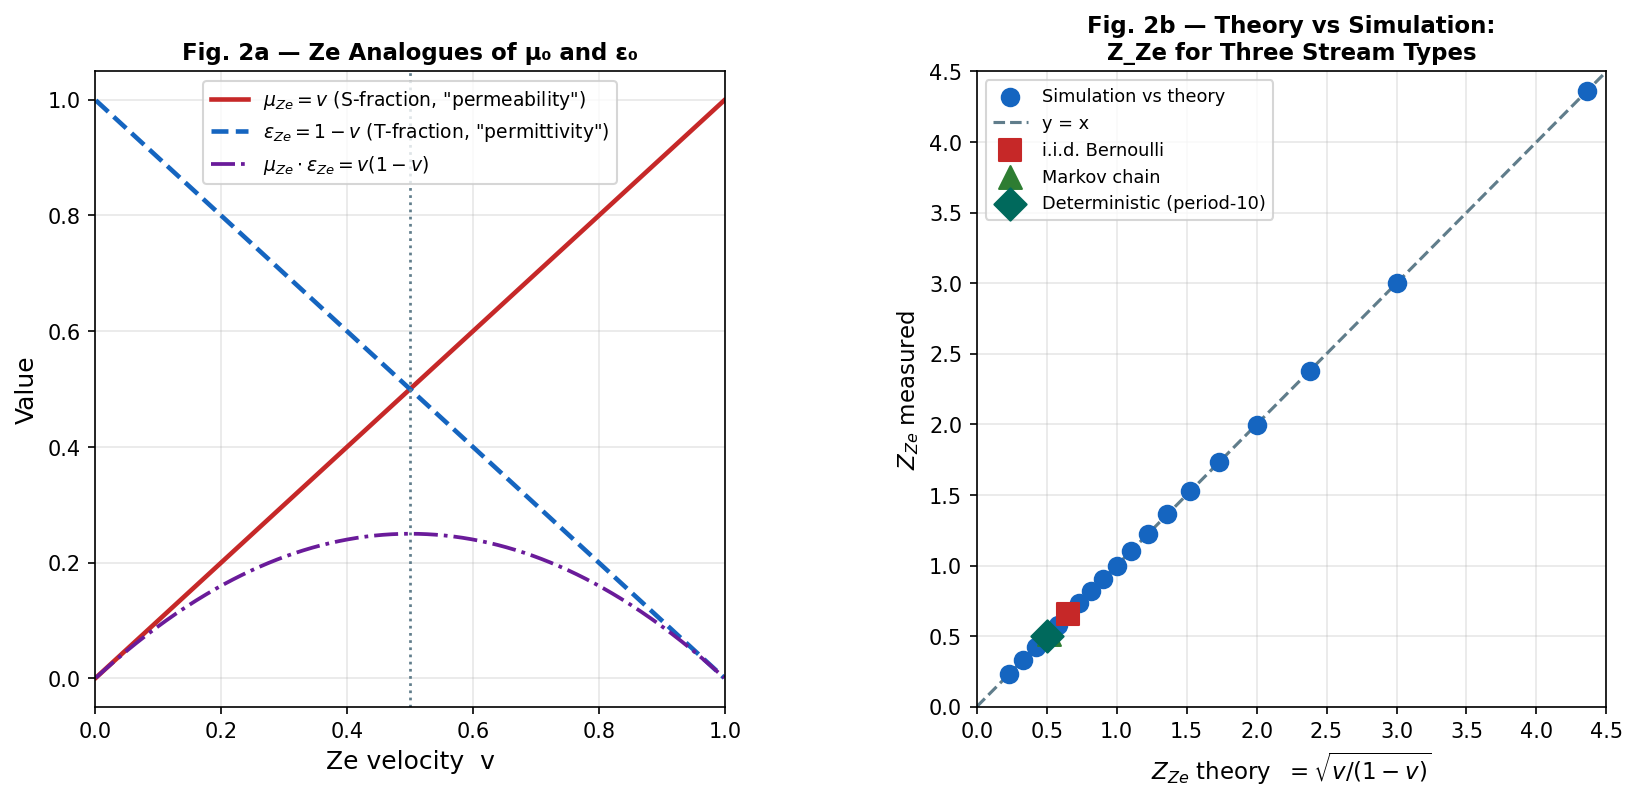 Fig. 2a — Ze Analogues of μ₀ and ε₀
1.0
0.8
0.6
0.4
0.2
0.0
Value
μ_Ze = v (S-fraction, "permeability")
ε_Ze = 1 − v (T-fraction, "permittivity")
μ_Ze · ε_Ze = v(1 − v)
0.0 0.2 0.4 0.6 0.8 1.0
Ze velocity v
Fig. 2b — Theory vs Simulation:
Z_Ze for Three Stream Types
4.5
4.0
3.5
3.0
2.5
2.0
1.5
1.0
0.5
0.0
Z_Ze measured
Simulation vs theory
y = x
i.i.d. Bernoulli
Markov chain
Deterministic (period-10)
0.0 0.5 1.0 1.5 2.0 2.5 3.0 3.5 4.0 4.5
Z_Ze theory = √v/(1 − v)